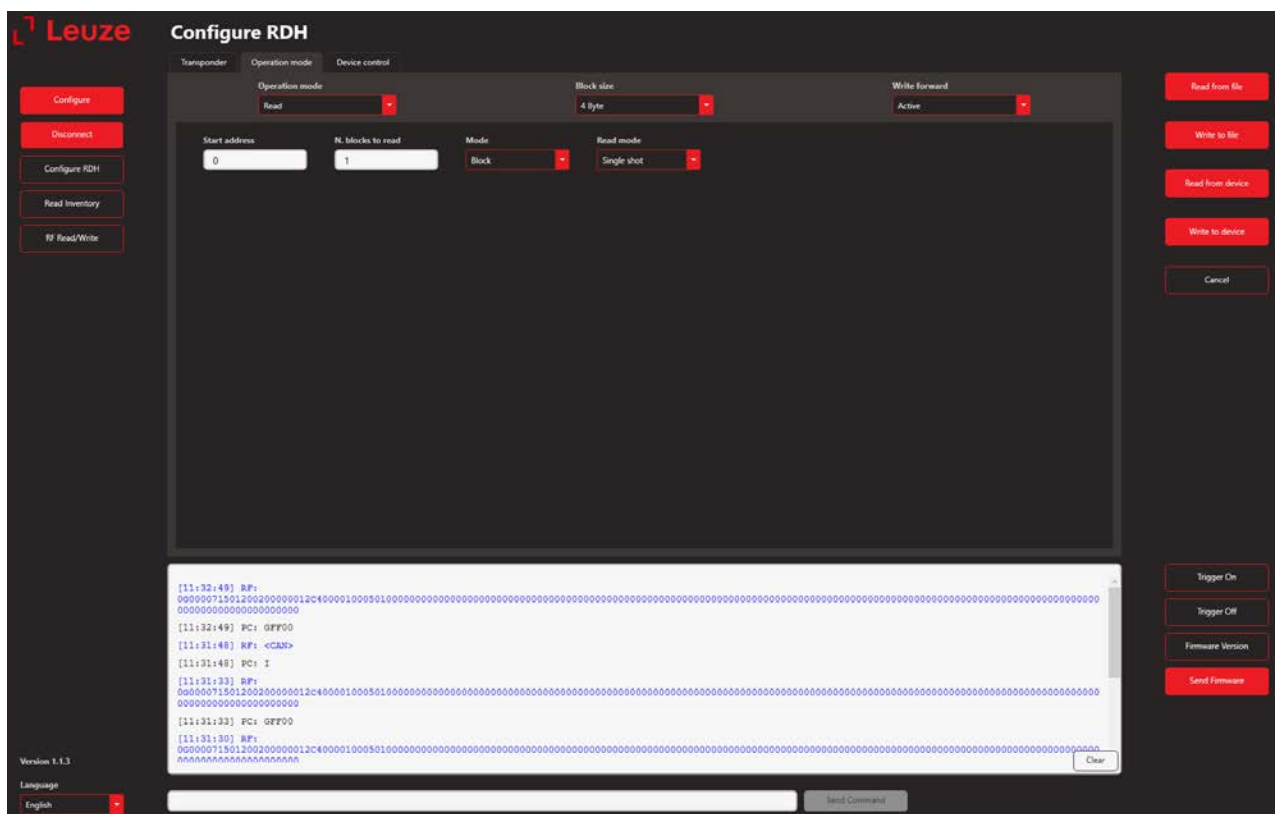 Leuze
Configure RDH
Transponder Operation mode Device control
Configure
Disconnect
Configure RDH
Read Inventory
RF Read/Write
Operation mode Block size Write forward
Read 4 Byte Active
Start address N. blocks to read Mode Read mode
0 1 Block Single shot
Read from file
Write to file
Read from device
Write to device
Cancel
[11:32:49] RF:
[11:32:49] PC: GFF00
[11:31:48] RF: <CAN>
[11:31:48] PC: I
[11:31:33] RF:
[11:31:33] PC: GFF00
[11:31:30] RF:
Clear
Trigger On
Trigger Off
Firmware Version
Send Firmware
Version 1.1.3
Language
English
Send Command